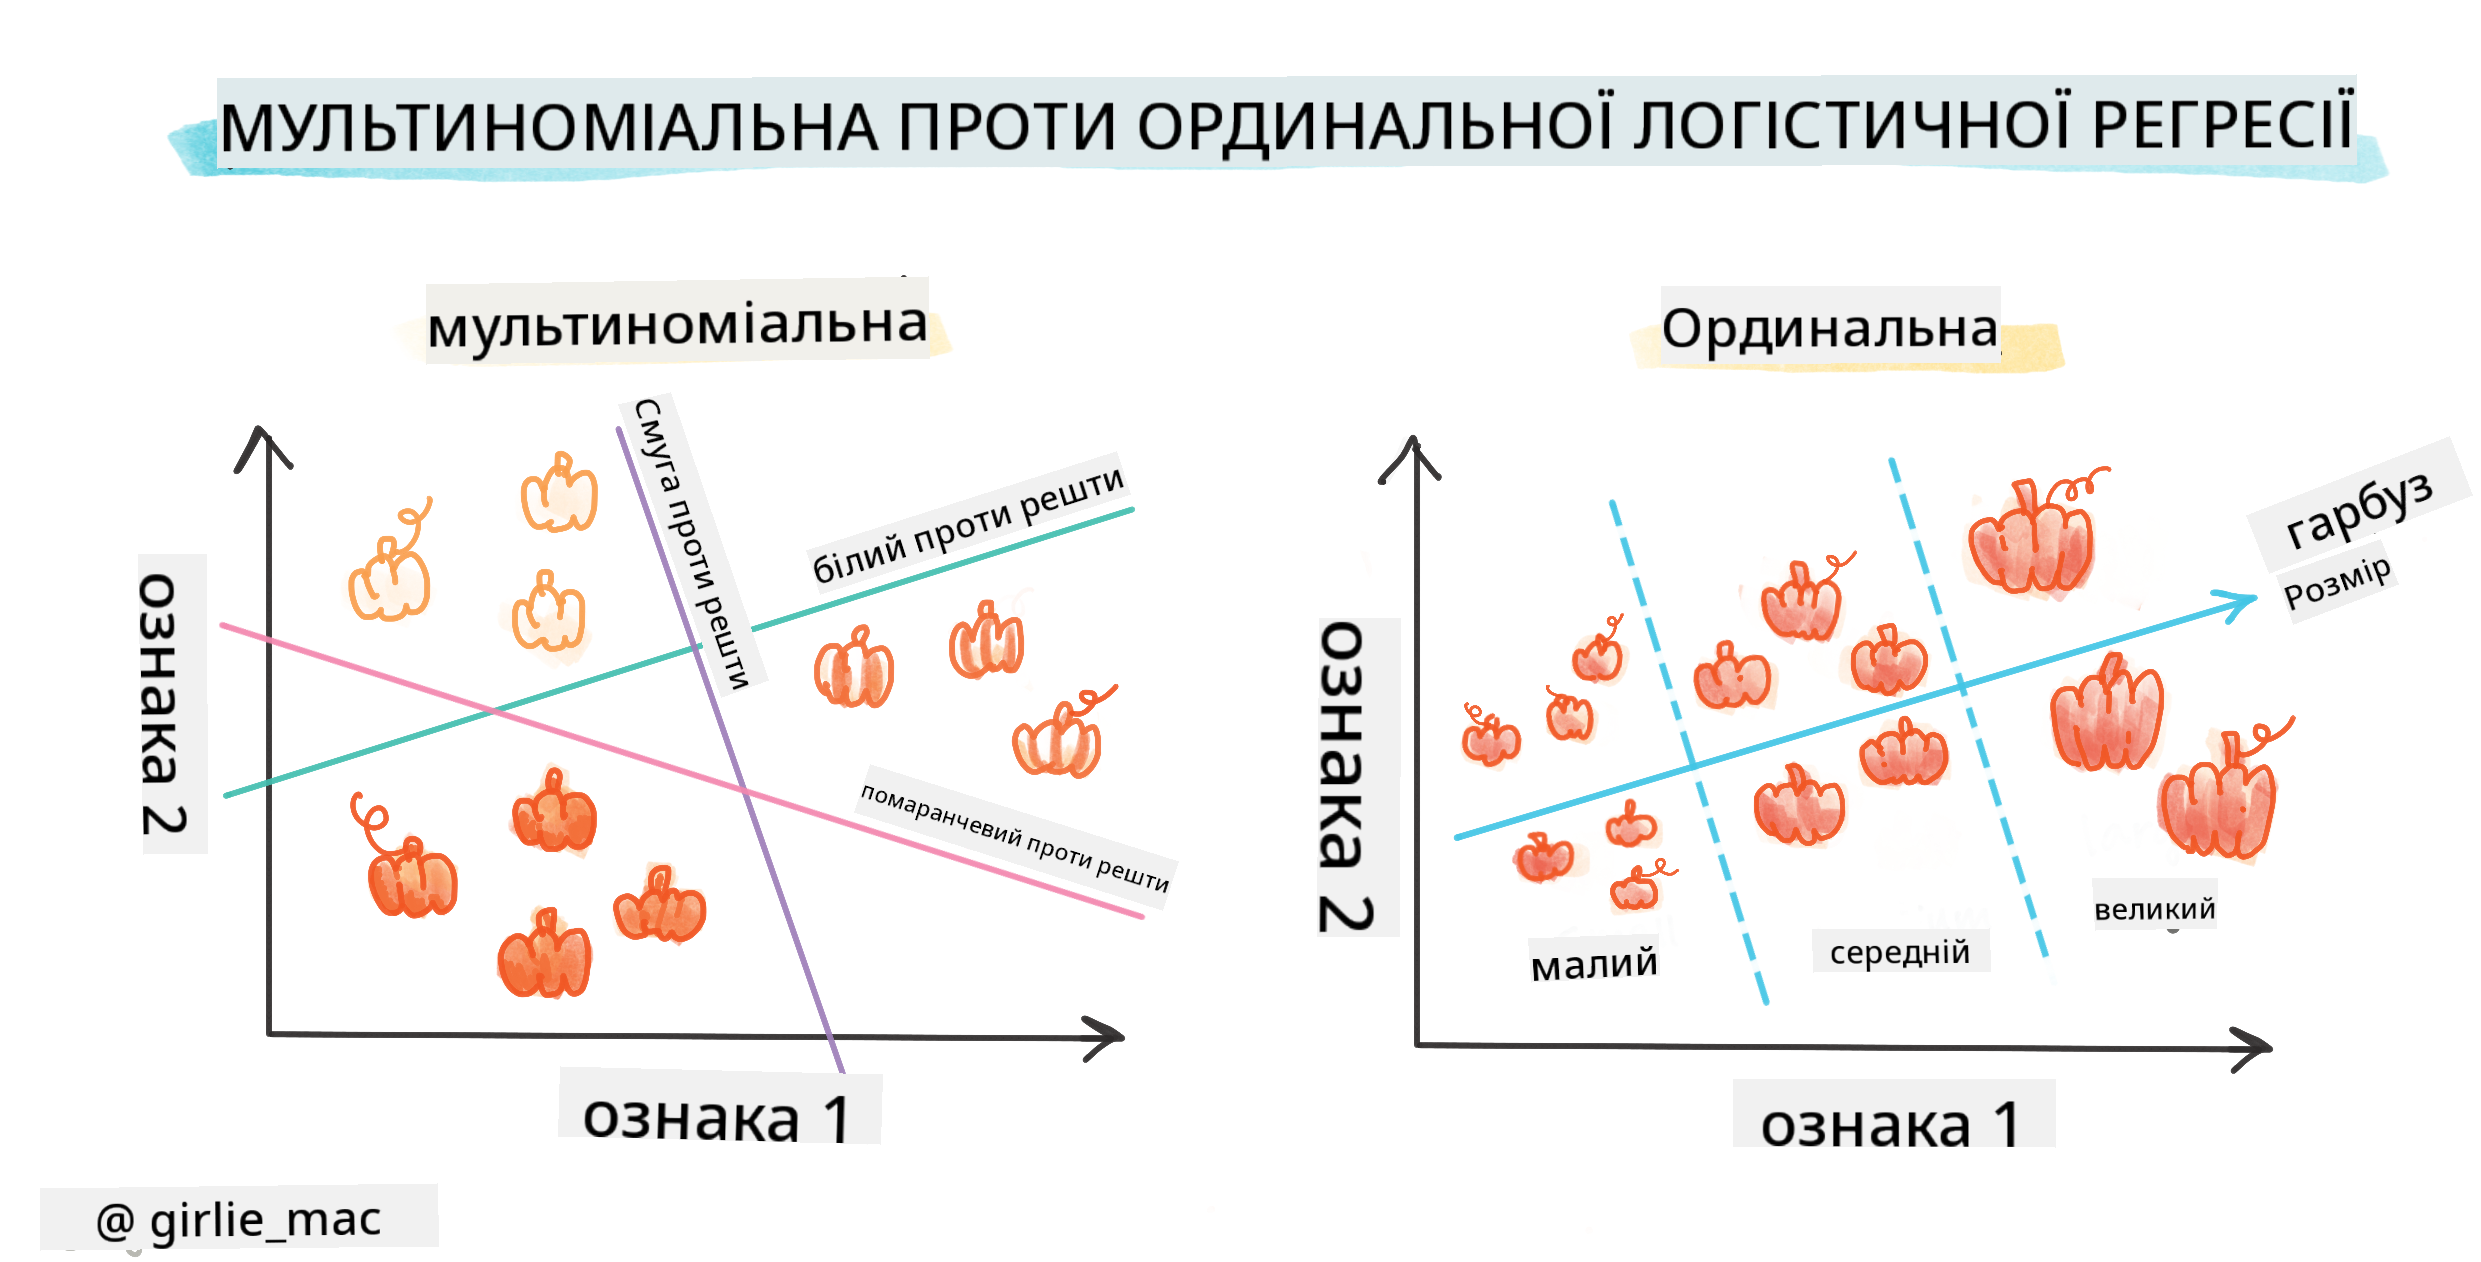 МУЛЬТИНОМІАЛЬНА ПРОТИ ОРДИНАЛЬНОЇ ЛОГІСТИЧНОЇ РЕГРЕСІЇ
мультиноміальна
ознака 2
Смуга проти решти
білий проти решти
помаранчевий проти решти
ознака 1
Ординальна
ознака 2
гарбуз
Розмір
малий
середній
великий
ознака 1
@ girlie_mac